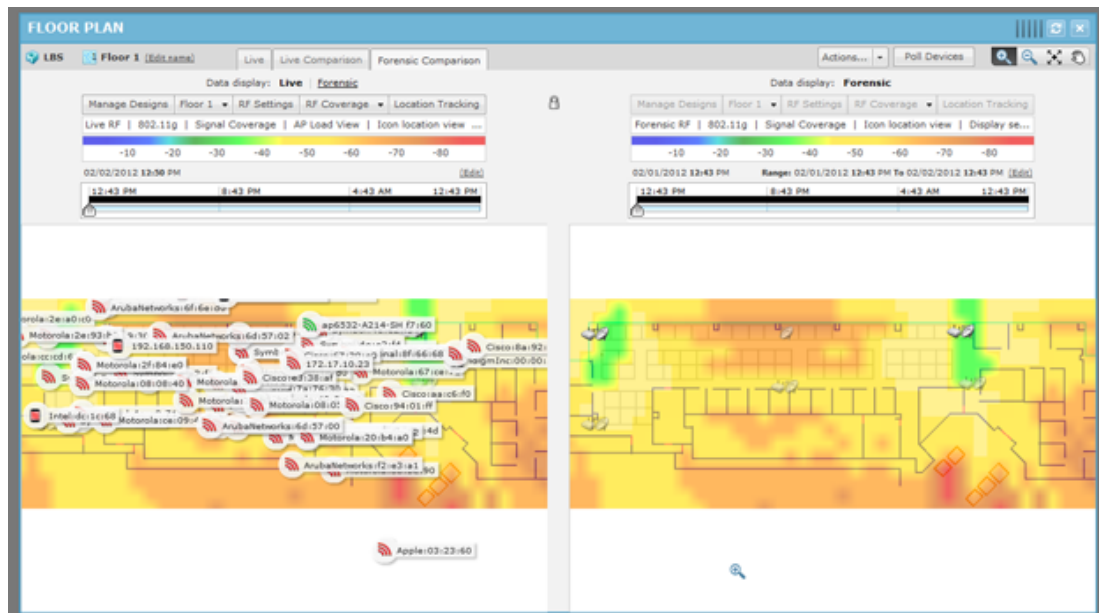 FLOOR PLAN
LBS Floor 1 (Edit name) Live Live Comparison Forensic Comparison Actions... Poll Devices
Data display: Live | Forensic
Manage Designs Floor 1 RF Settings RF Coverage Location Tracking
Live RF | 802.11g | Signal Coverage | AP Load View | Icon location view ...
-10 -20 -30 -40 -50 -60 -70 -80
02/02/2012 12:50 PM (Edit)
12:43 PM 8:43 PM 4:43 AM 12:43 PM
Data display: Forensic
Manage Designs Floor 1 RF Settings RF Coverage Location Tracking
Forensic RF | 802.11g | Signal Coverage | Icon location view | Display se...
-10 -20 -30 -40 -50 -60 -70 -80
02/01/2012 12:43 PM Range: 02/01/2012 12:43 PM To 02/02/2012 12:43 PM (Edit)
12:43 PM 8:43 PM 4:43 AM 12:43 PM
ArubaNetworks:6f:6e:
ap6532-A214-SH f7:60
ArubaNetworks:6d:57:02
192.168.150.110
Cisco:8a:92:
172.17.10.23
Motorola:2f:84:e0
Motorola:67:ce:
Motorola:08:08:40
Motorola
Cisco:ed:38:af
Cisco:aa:c6:f0
Motorola:
Motorola:08:0
Cisco:94:01:ff
Intel:dc:1c:68
Motorola:ce:09:
ArubaNetworks:6d:57:00
Motorola:20:b4:a0
ArubaNetworks:f2:e3:a1
Apple:03:23:60